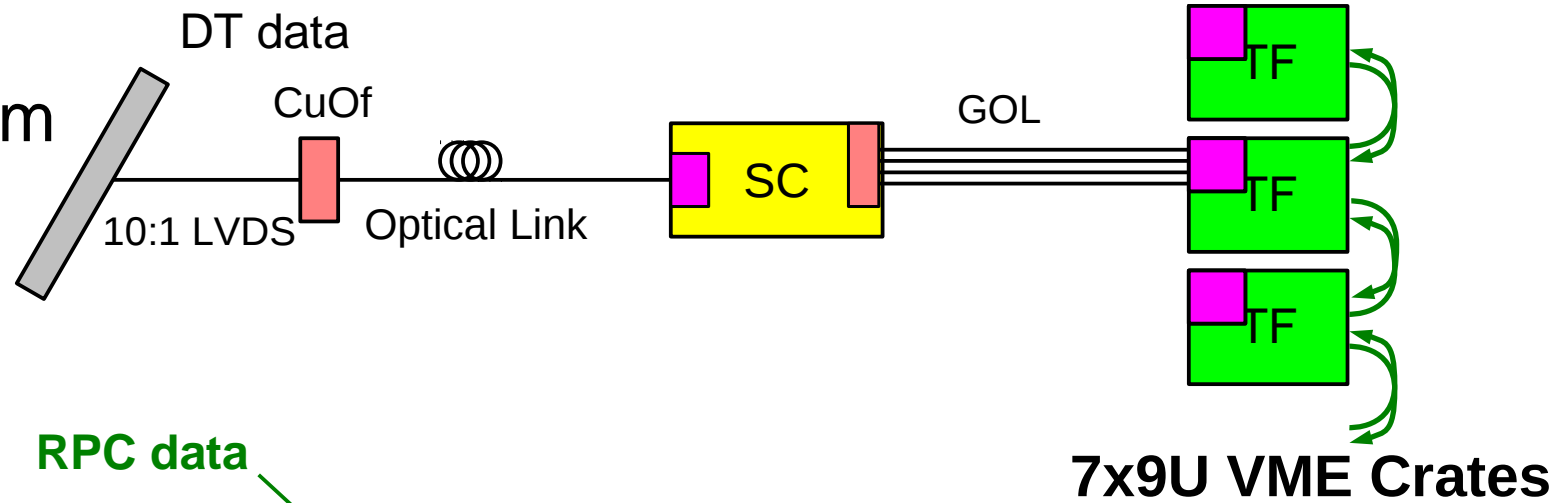 DT data
m
CuOf
GOL
TF
SC
TF
10:1 LVDS
Optical Link
TF
RPC data
7x9U VME Crates